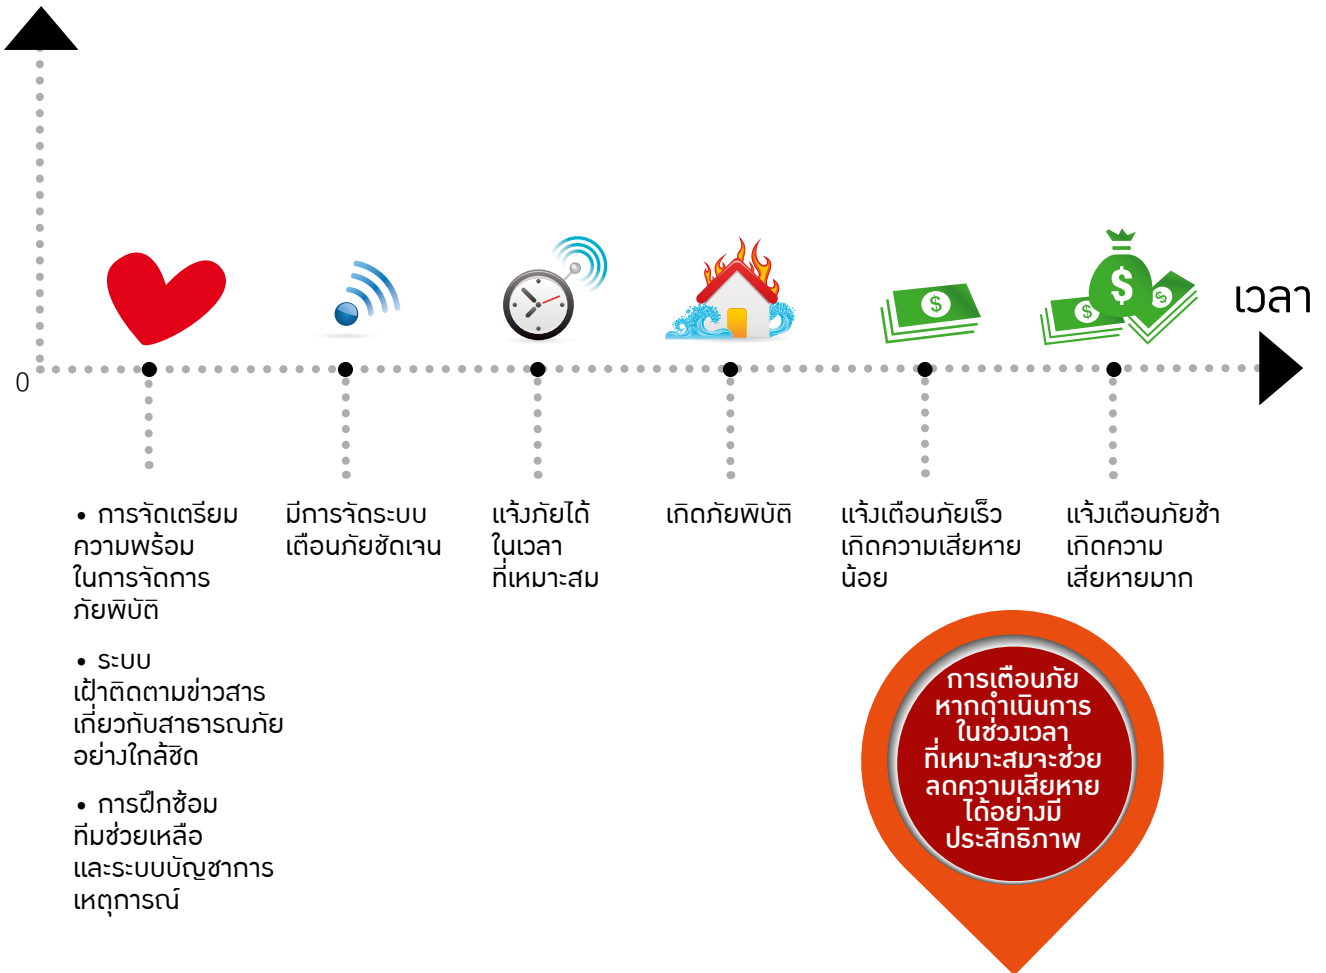 เวลา
0
• การจัดเตรียม
ความพร้อม
ในการจัดการ
ภัยพิบัติ
• ระบบ
เฝ้าติดตามข่าวสาร
เกี่ยวกับสาธารณภัย
อย่างใกล้ชิด
• การฝึกซ้อม
ทีมช่วยเหลือ
และระบบบัญชาการ
เหตุการณ์
มีการจัดระบบ
เตือนภัยชัดเจน
แจ้งภัยได้
ในเวลา
ที่เหมาะสม
เกิดภัยพิบัติ
แจ้งเตือนภัยเร็ว
เกิดความเสียหาย
น้อย
แจ้งเตือนภัยช้า
เกิดความ
เสียหายมาก
การเตือนภัย
หากดำเนินการ
ในช่วงเวลา
ที่เหมาะสมจะช่วย
ลดความเสียหาย
ได้อย่างมี
ประสิทธิภาพ